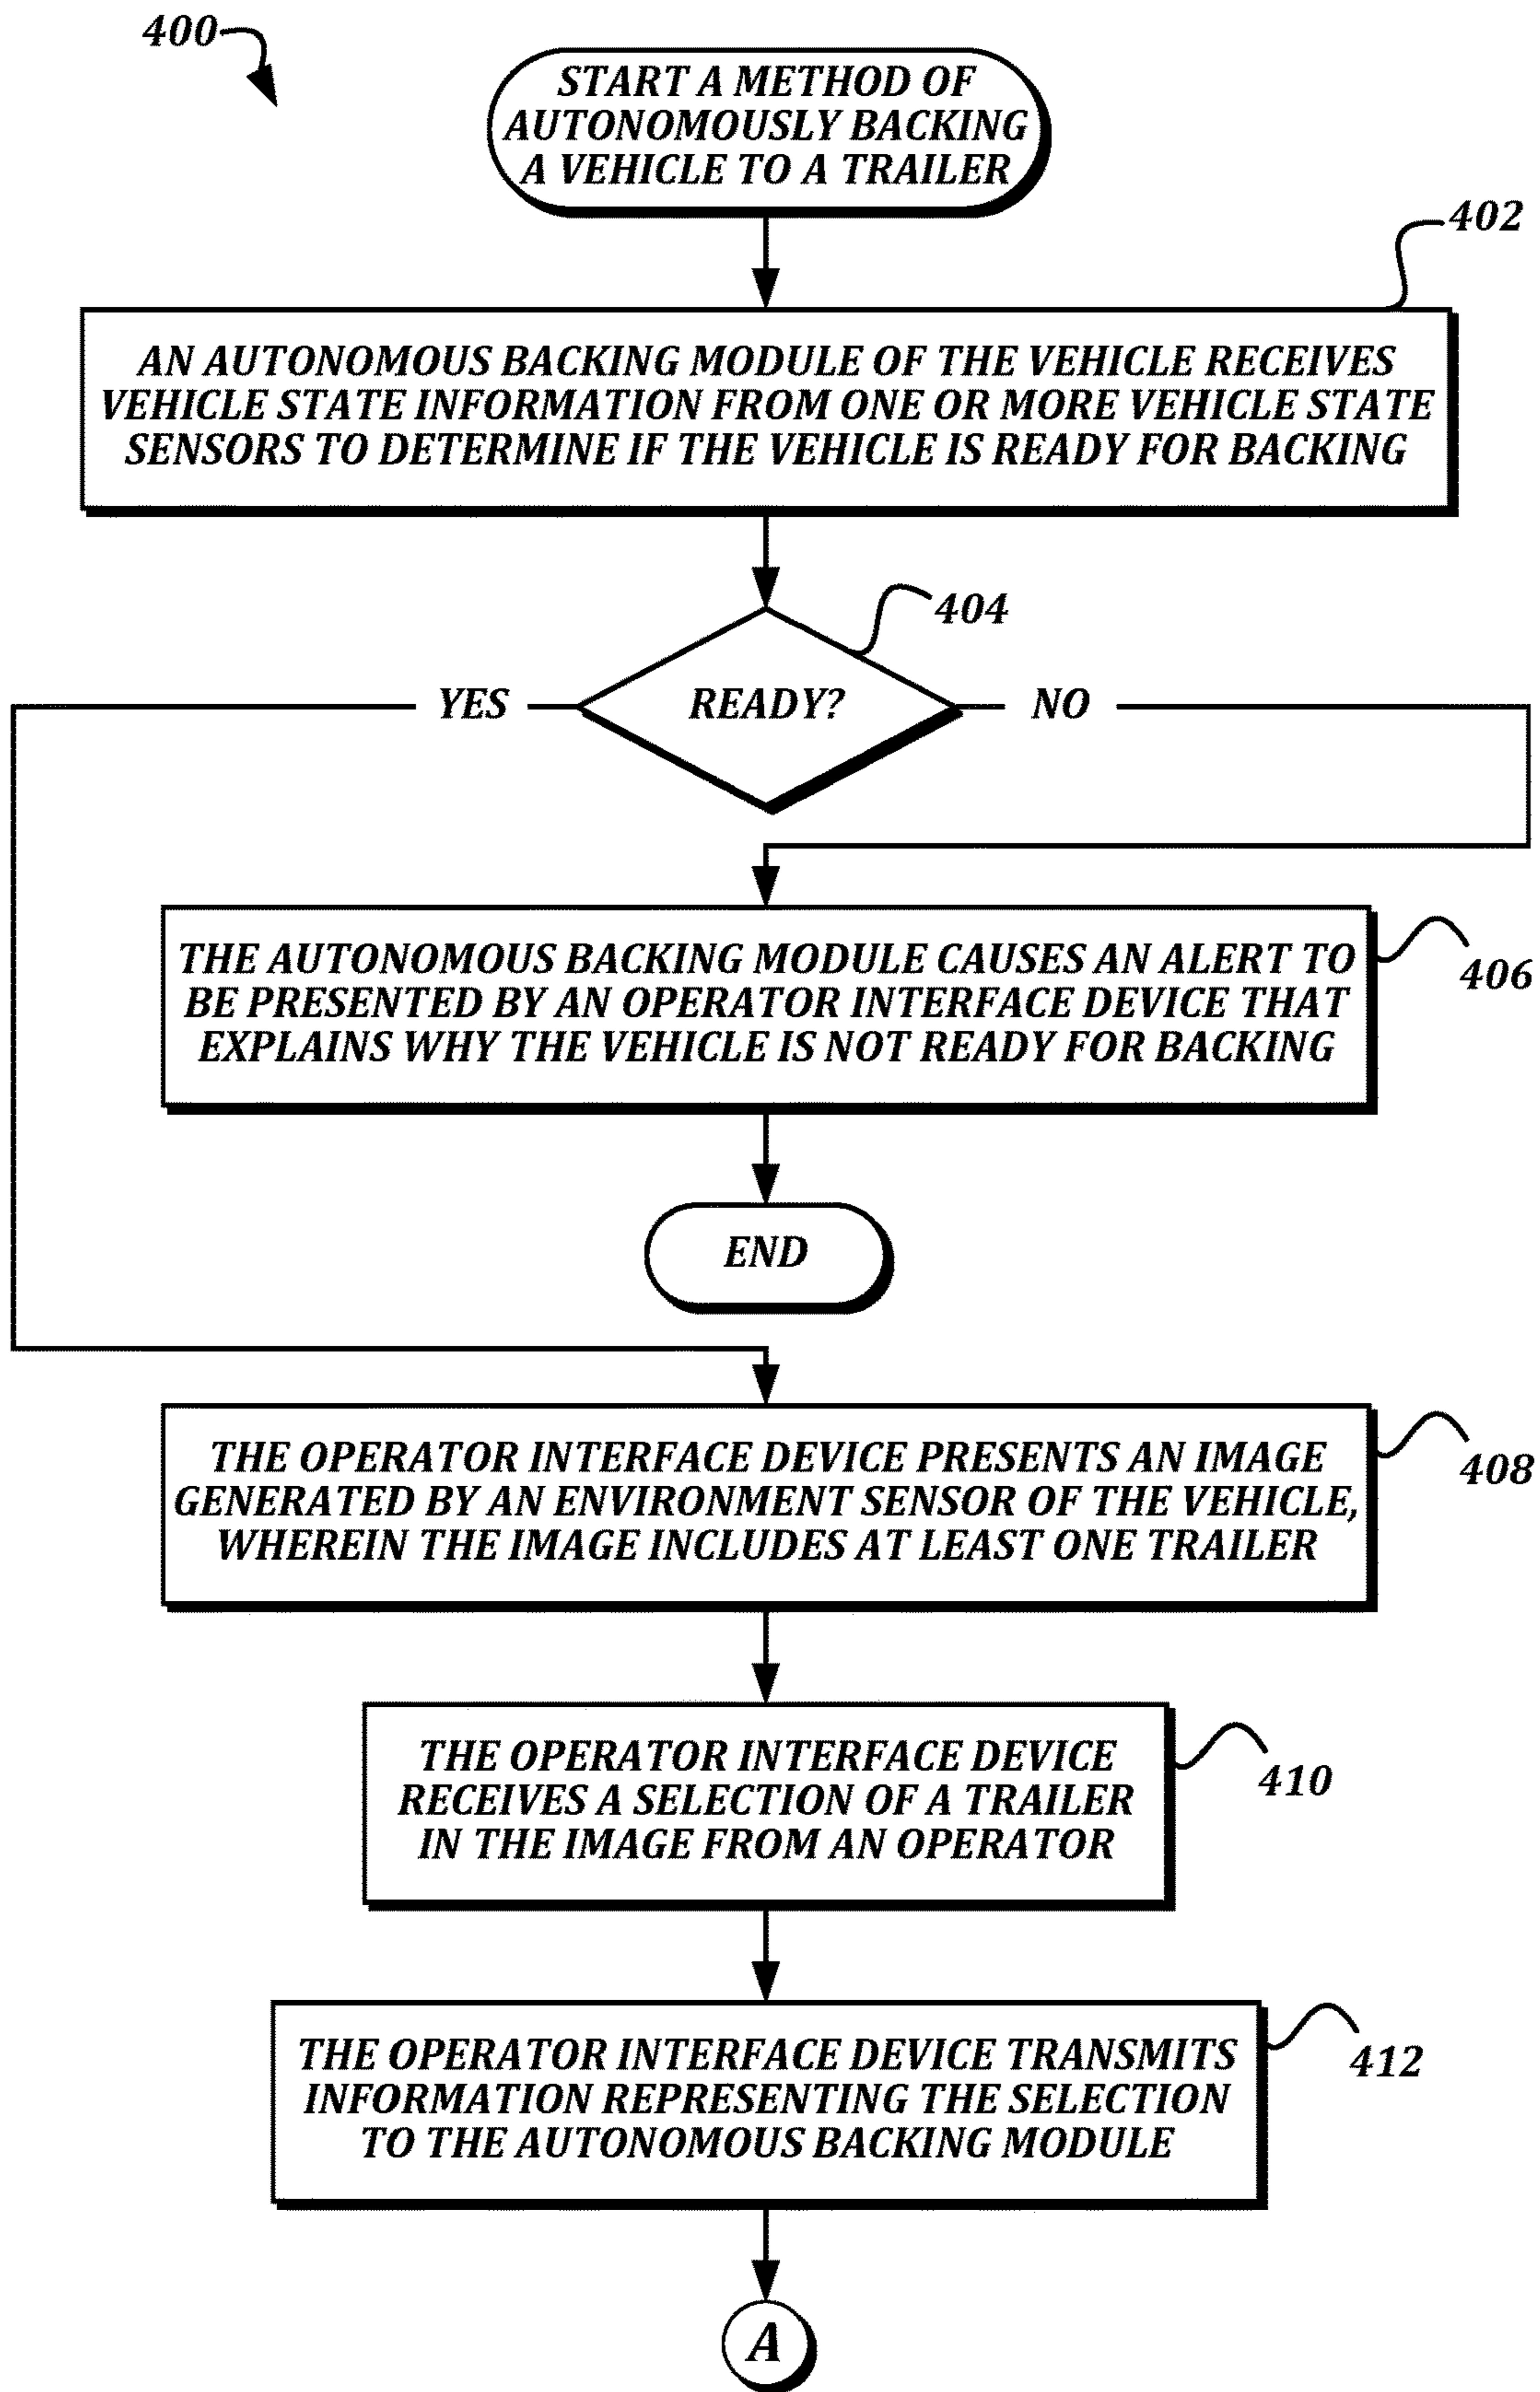 400
START A METHOD OF
AUTONOMOUSLY BACKING
A VEHICLE TO A TRAILER
402
AN AUTONOMOUS BACKING MODULE OF THE VEHICLE RECEIVES
VEHICLE STATE INFORMATION FROM ONE OR MORE VEHICLE STATE
SENSORS TO DETERMINE IF THE VEHICLE IS READY FOR BACKING
404
YES
READY?
NO
THE AUTONOMOUS BACKING MODULE CAUSES AN ALERT TO
BE PRESENTED BY AN OPERATOR INTERFACE DEVICE THAT
EXPLAINS WHY THE VEHICLE IS NOT READY FOR BACKING
406
END
THE OPERATOR INTERFACE DEVICE PRESENTS AN IMAGE
GENERATED BY AN ENVIRONMENT SENSOR OF THE VEHICLE,
WHEREIN THE IMAGE INCLUDES AT LEAST ONE TRAILER
408
THE OPERATOR INTERFACE DEVICE
RECEIVES A SELECTION OF A TRAILER
IN THE IMAGE FROM AN OPERATOR
410
THE OPERATOR INTERFACE DEVICE TRANSMITS
INFORMATION REPRESENTING THE SELECTION
TO THE AUTONOMOUS BACKING MODULE
412
A